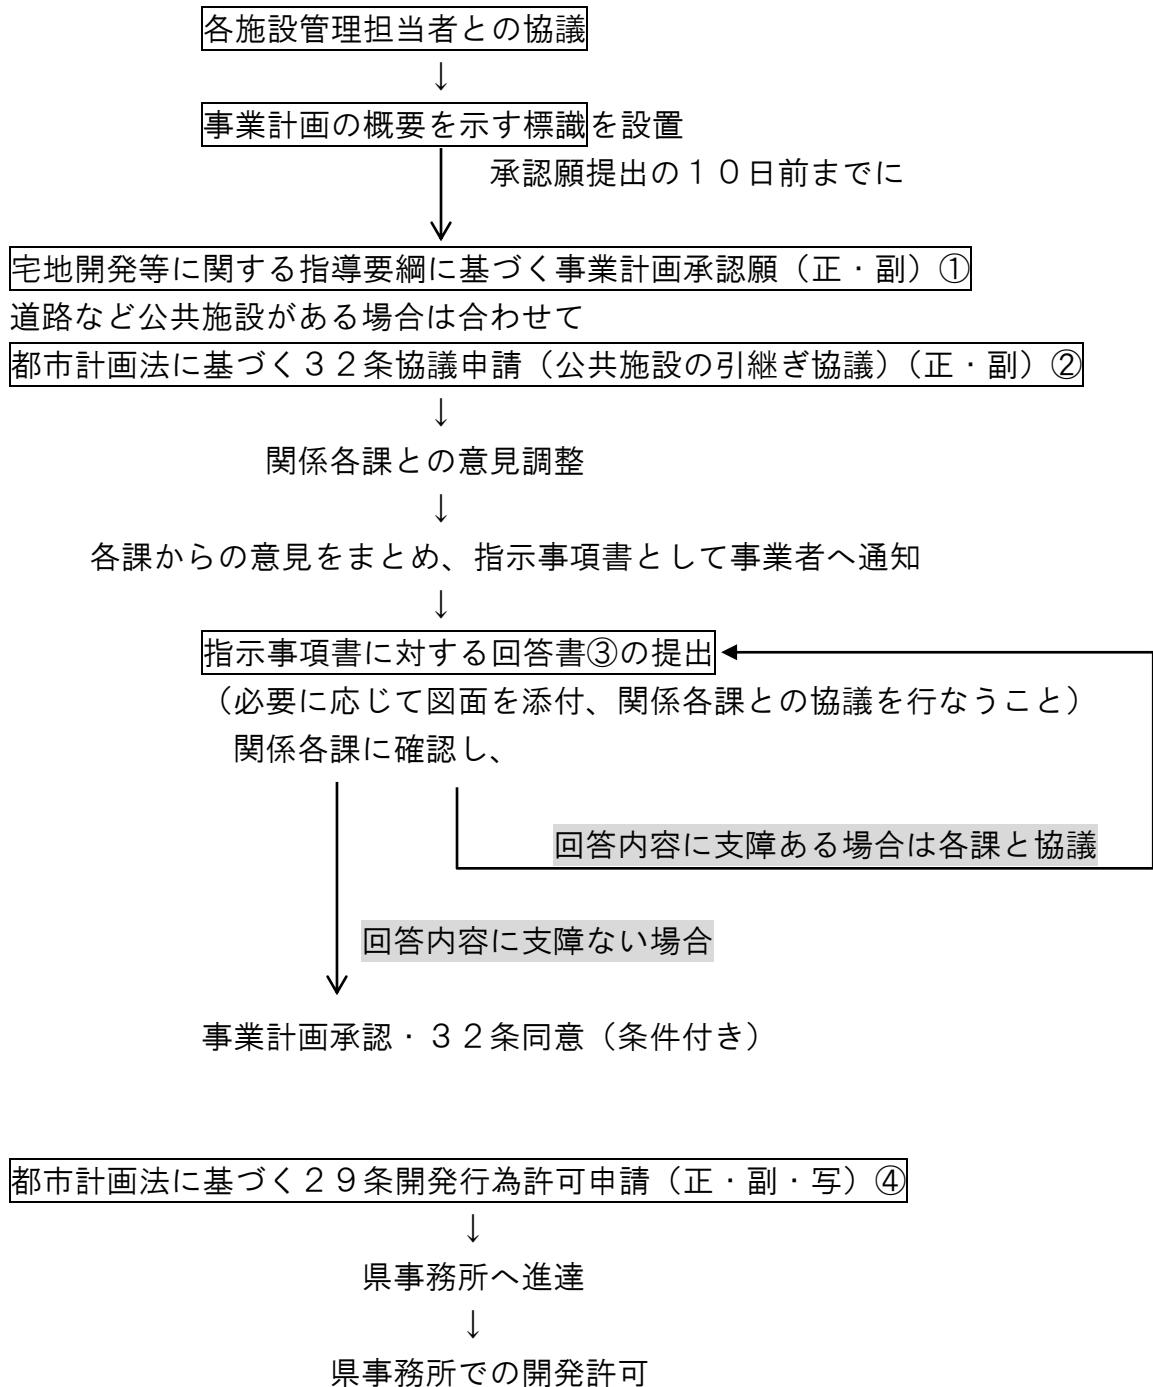 各施設管理担当者との協議
↓
事業計画の概要を示す標識を設置
承認願提出の１０日前までに
宅地開発等に関する指導要綱に基づく事業計画承認願（正・副）①
道路など公共施設がある場合は合わせて
都市計画法に基づく３２条協議申請（公共施設の引継ぎ協議）（正・副）②
↓
関係各課との意見調整
↓
各課からの意見をまとめ、指示事項書として事業者へ通知
↓
指示事項書に対する回答書③の提出
（必要に応じて図面を添付、関係各課との協議を行なうこと）
関係各課に確認し、
回答内容に支障ある場合は各課と協議
回答内容に支障ない場合
事業計画承認・３２条同意（条件付き）
都市計画法に基づく２９条開発行為許可申請（正・副・写）④
↓
県事務所へ進達
↓
県事務所での開発許可